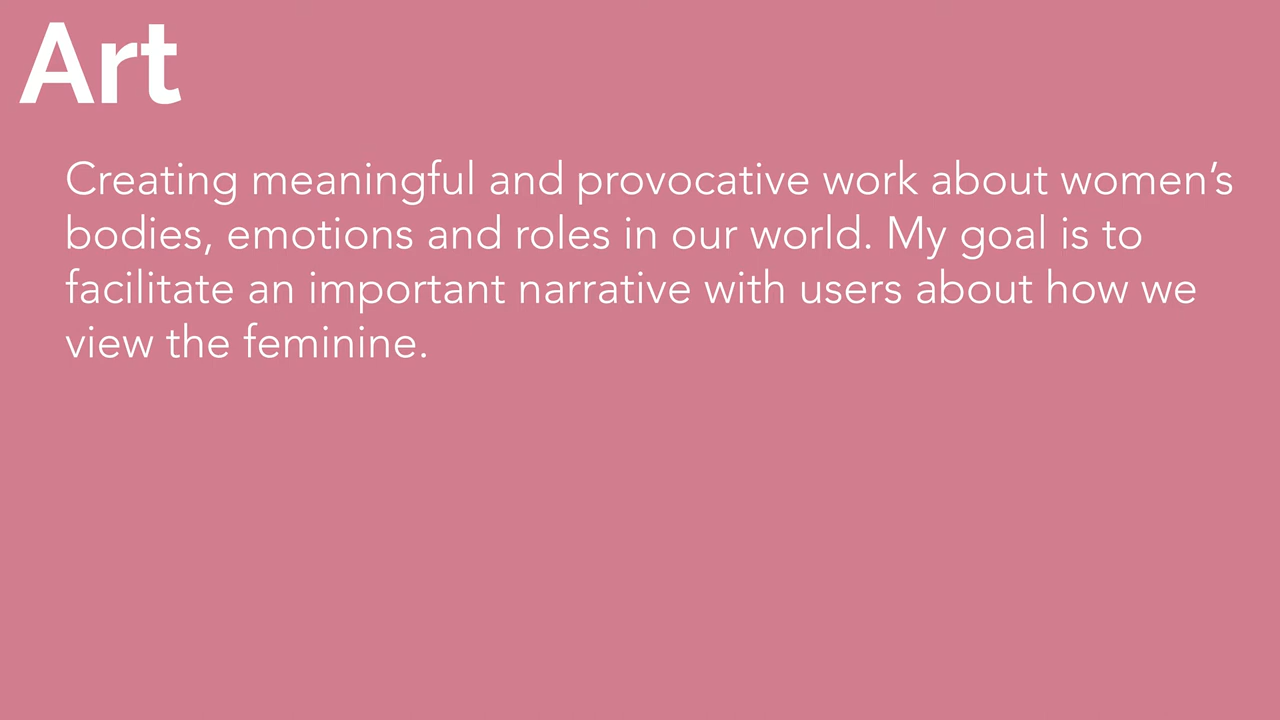 Art
Creating meaningful and provocative work about women’s
bodies, emotions and roles in our world. My goal is to
facilitate an important narrative with users about how we
view the feminine.